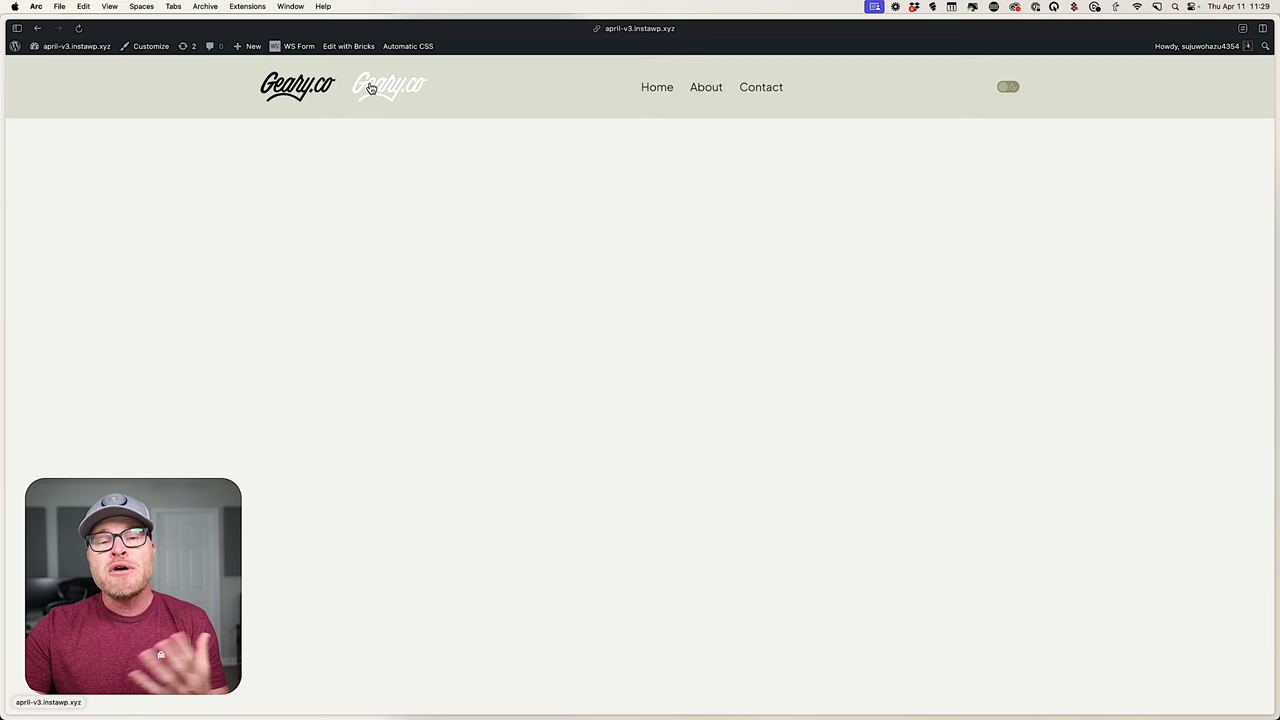 Arc File Edit View Spaces Tabs Archive Extensions Window Help Thu Apr 11 11:29
april-v3.instawp.xyz
april-v3.instawp.xyz Customize 2 0 New WS WS Form Edit with Bricks Automatic CSS Howdy, sujuwohazu4354
Geary.co Geary.co Home About Contact
april-v3.instawp.xyz